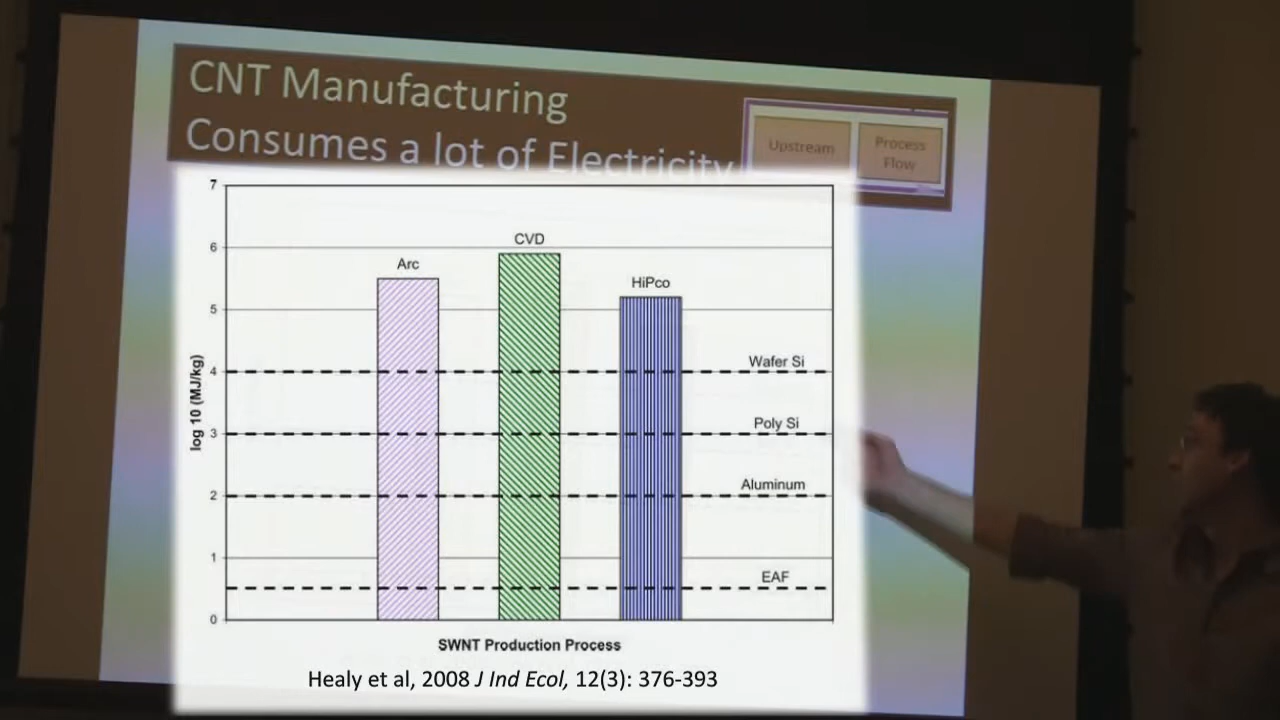 CNT Manufacturing
Consumes a lot of Electricity
Upstream
Process
Flow
7
6
5
4
3
2
1
0
log 10 (MJ/kg)
Arc
CVD
HiPco
Wafer Si
Poly Si
Aluminum
EAF
SWNT Production Process
Healy et al, 2008 J Ind Ecol, 12(3): 376-393